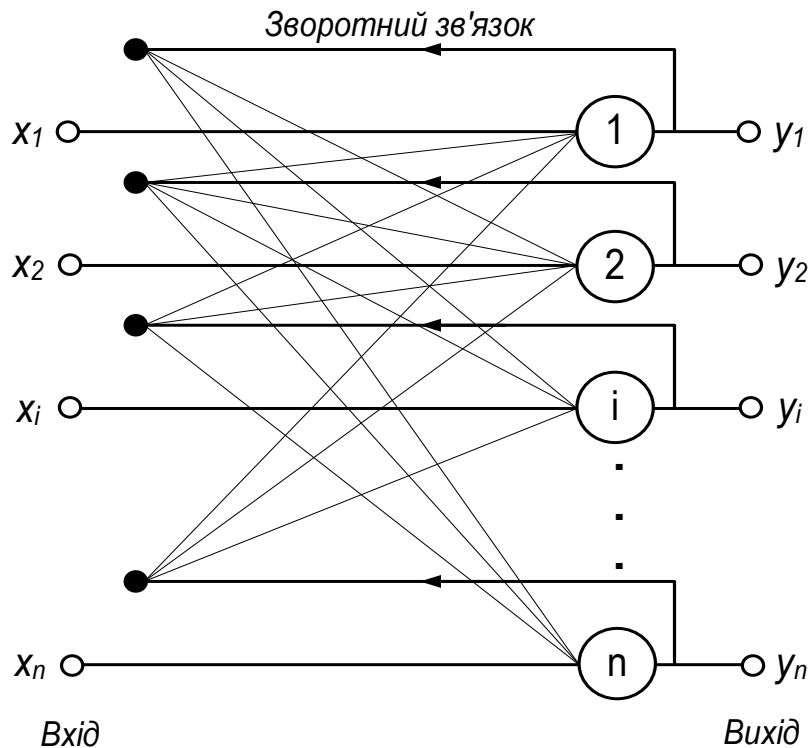 Зворотний зв'язок
x1 1 y1
x2 2 y2
xi i yi
xn n yn
Вхід Вихід